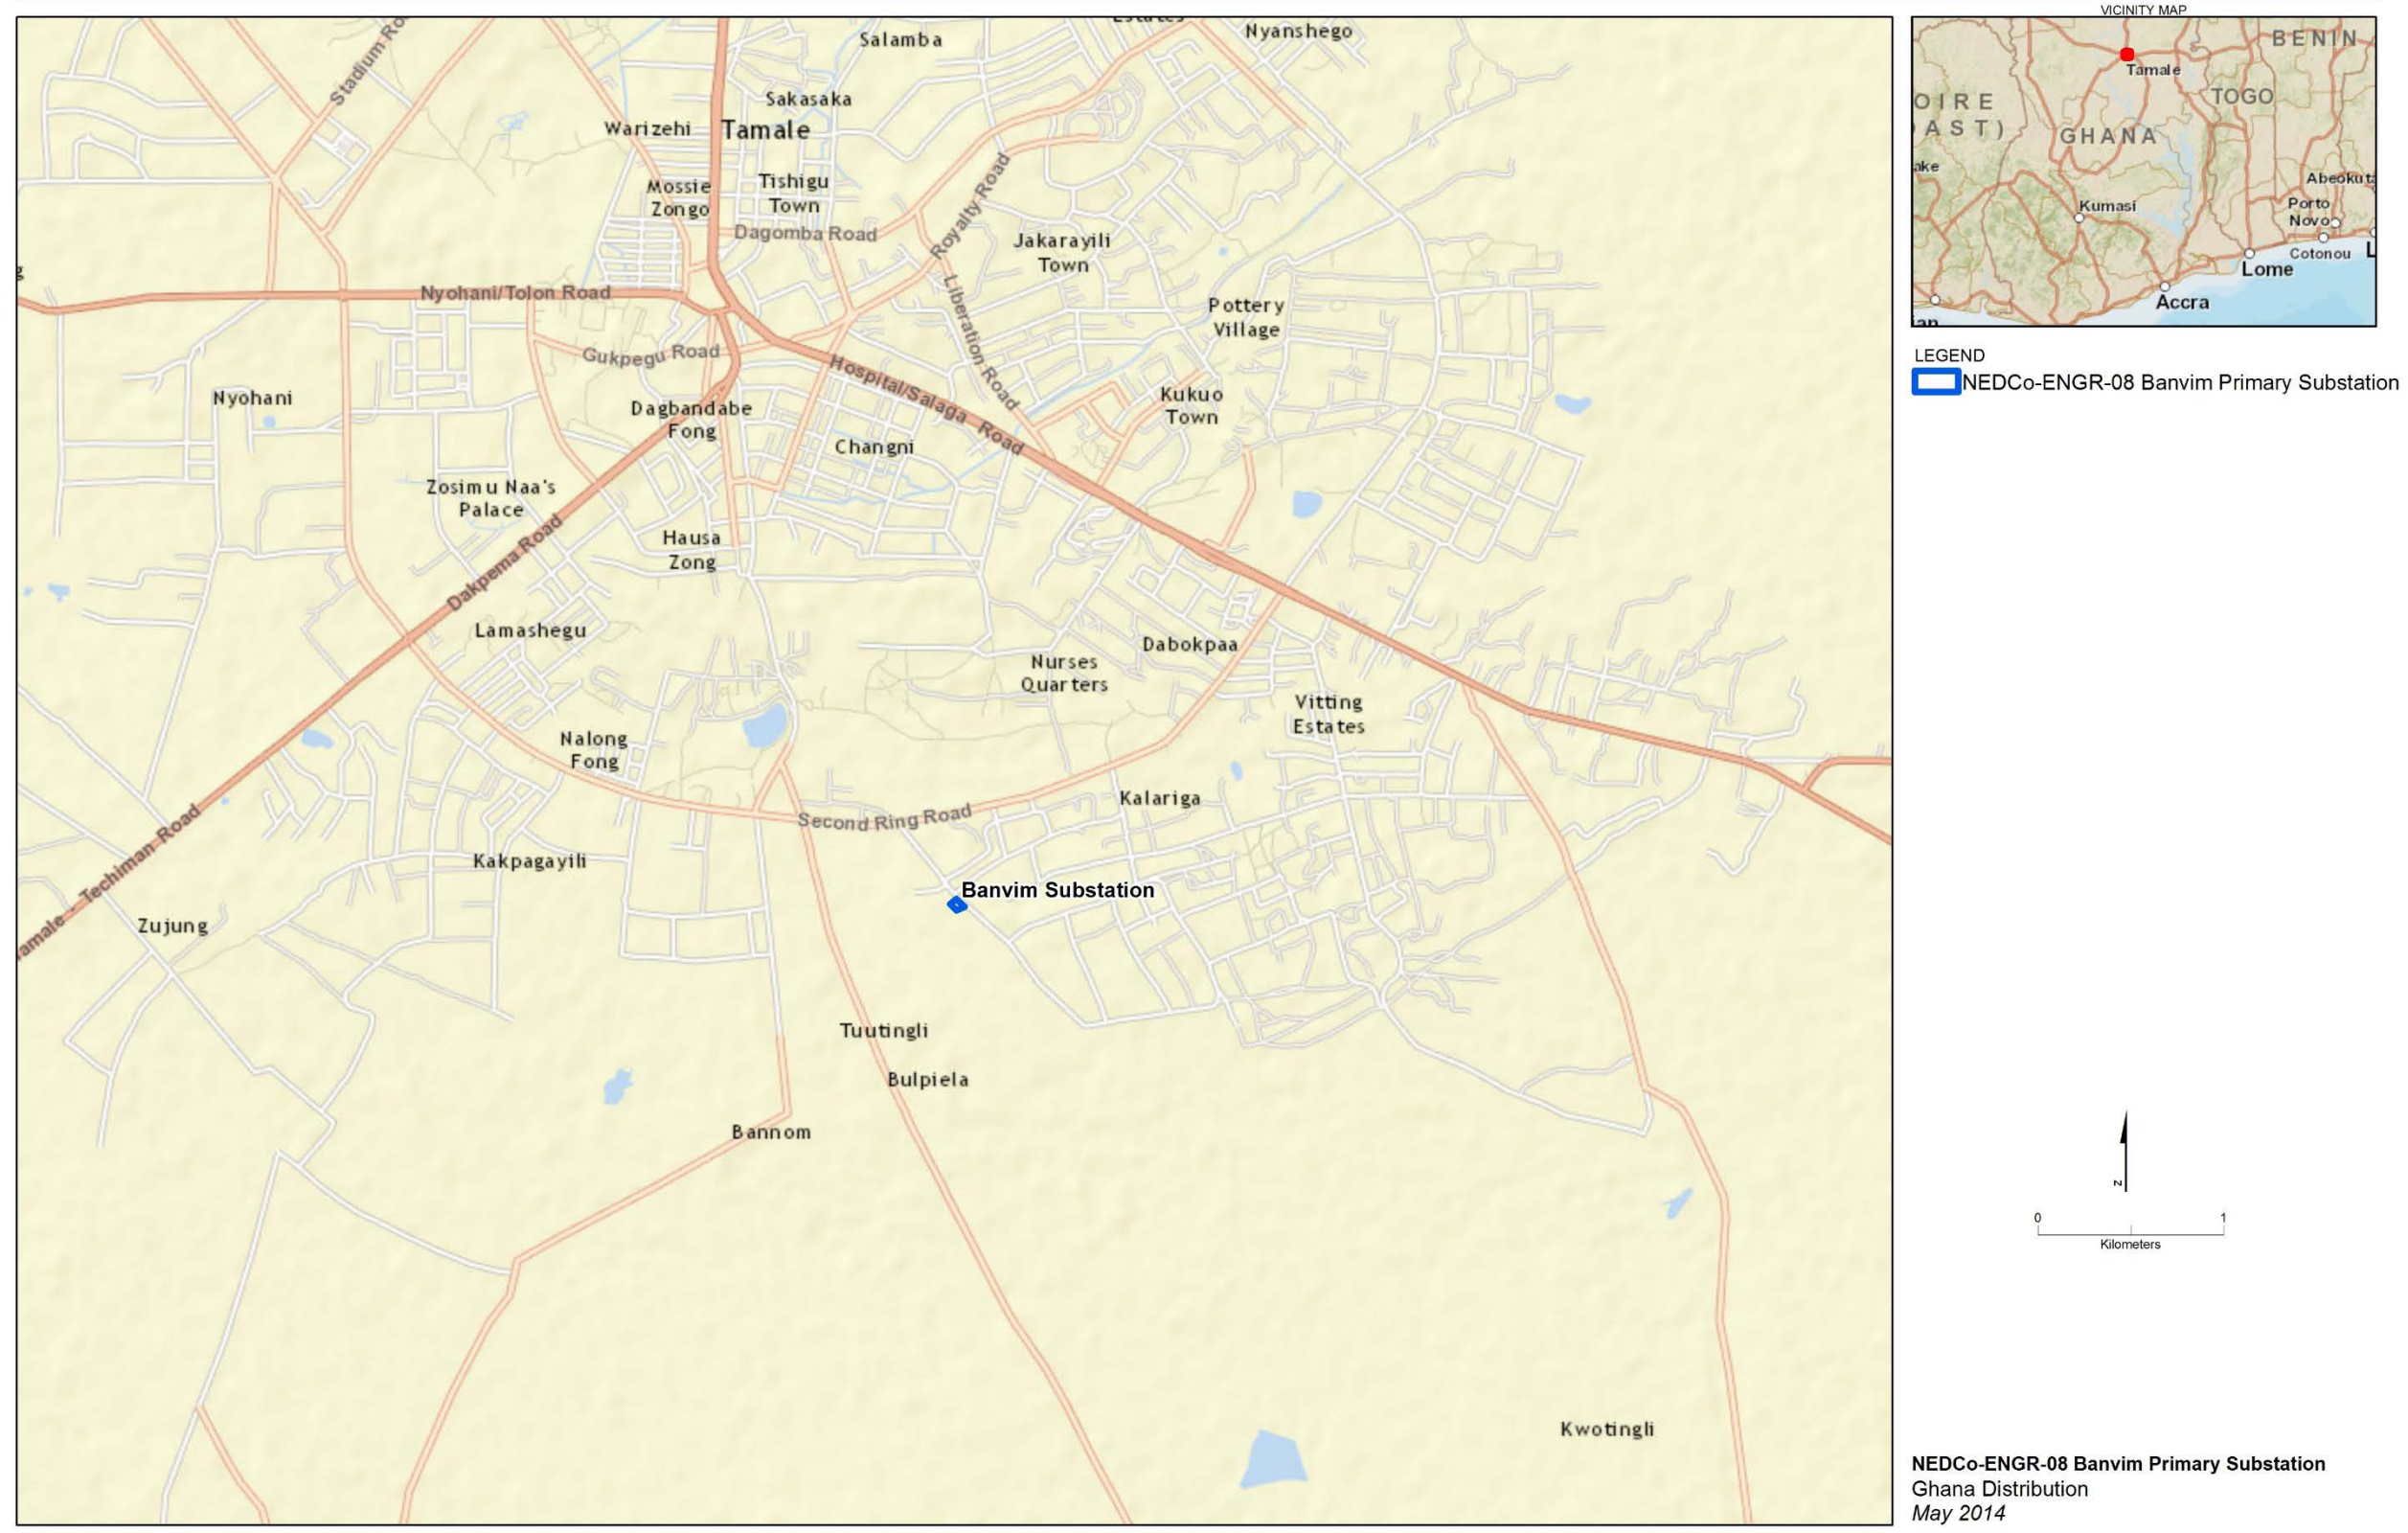 VICINITY MAP
BENIN
Tamale
TOGO
OIRE
AST)
GHANA
ake
Abeokuta
Kumasi
Porto
Novo
Cotonou
Lome
Accra
LEGEND
NEDCo-ENGR-08 Banvim Primary Substation
Salamba
Nyanshego
Stadium Ro
Sakasaka
Warizehi
Tamale
Mossie
Zongo
Tishigu
Town
Dagomba Road
Royalty Road
Jakarayili
Town
Nyohani/Tolon Road
Liberation Road
Pottery
Village
Gukpegu Road
Hospital/Salaga Road
Nyohani
Dagbandabe
Fong
Kukuo
Town
Changni
Zosimu Naa's
Palace
Hausa
Zong
Dakpema Road
Lamashegu
Dabokpaa
Nurses
Quarters
Vitting
Estates
Nalong
Fong
Kalariga
Second Ring Road
Tamale - Techiman Road
Kakpagayili
Banvim Substation
Zujung
Tuutingli
Bulpiela
Bannom
Kwotingli
N
0 1
Kilometers
NEDCo-ENGR-08 Banvim Primary Substation
Ghana Distribution
May 2014